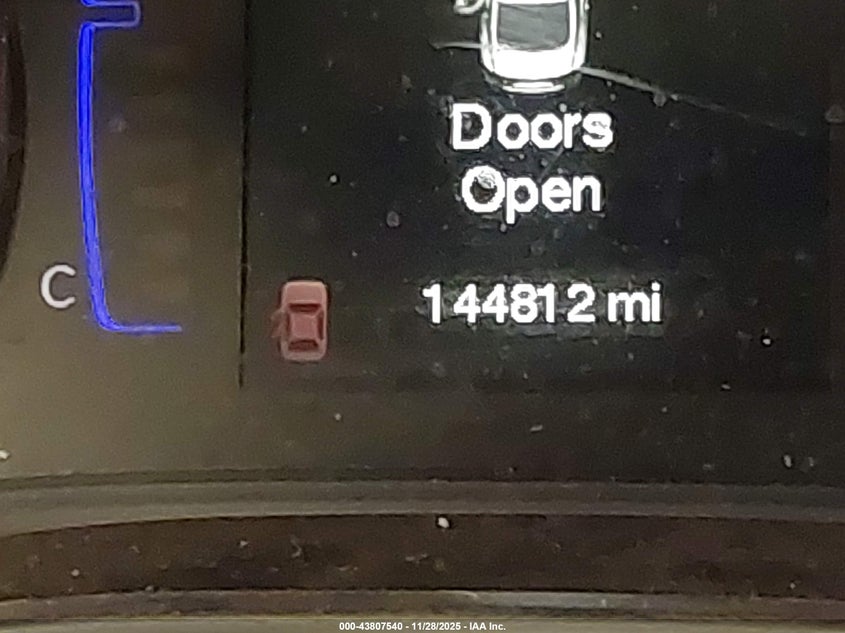 Doors
Open
C
144812 mi
000-43807540 - 11/28/2025 - IAA Inc.